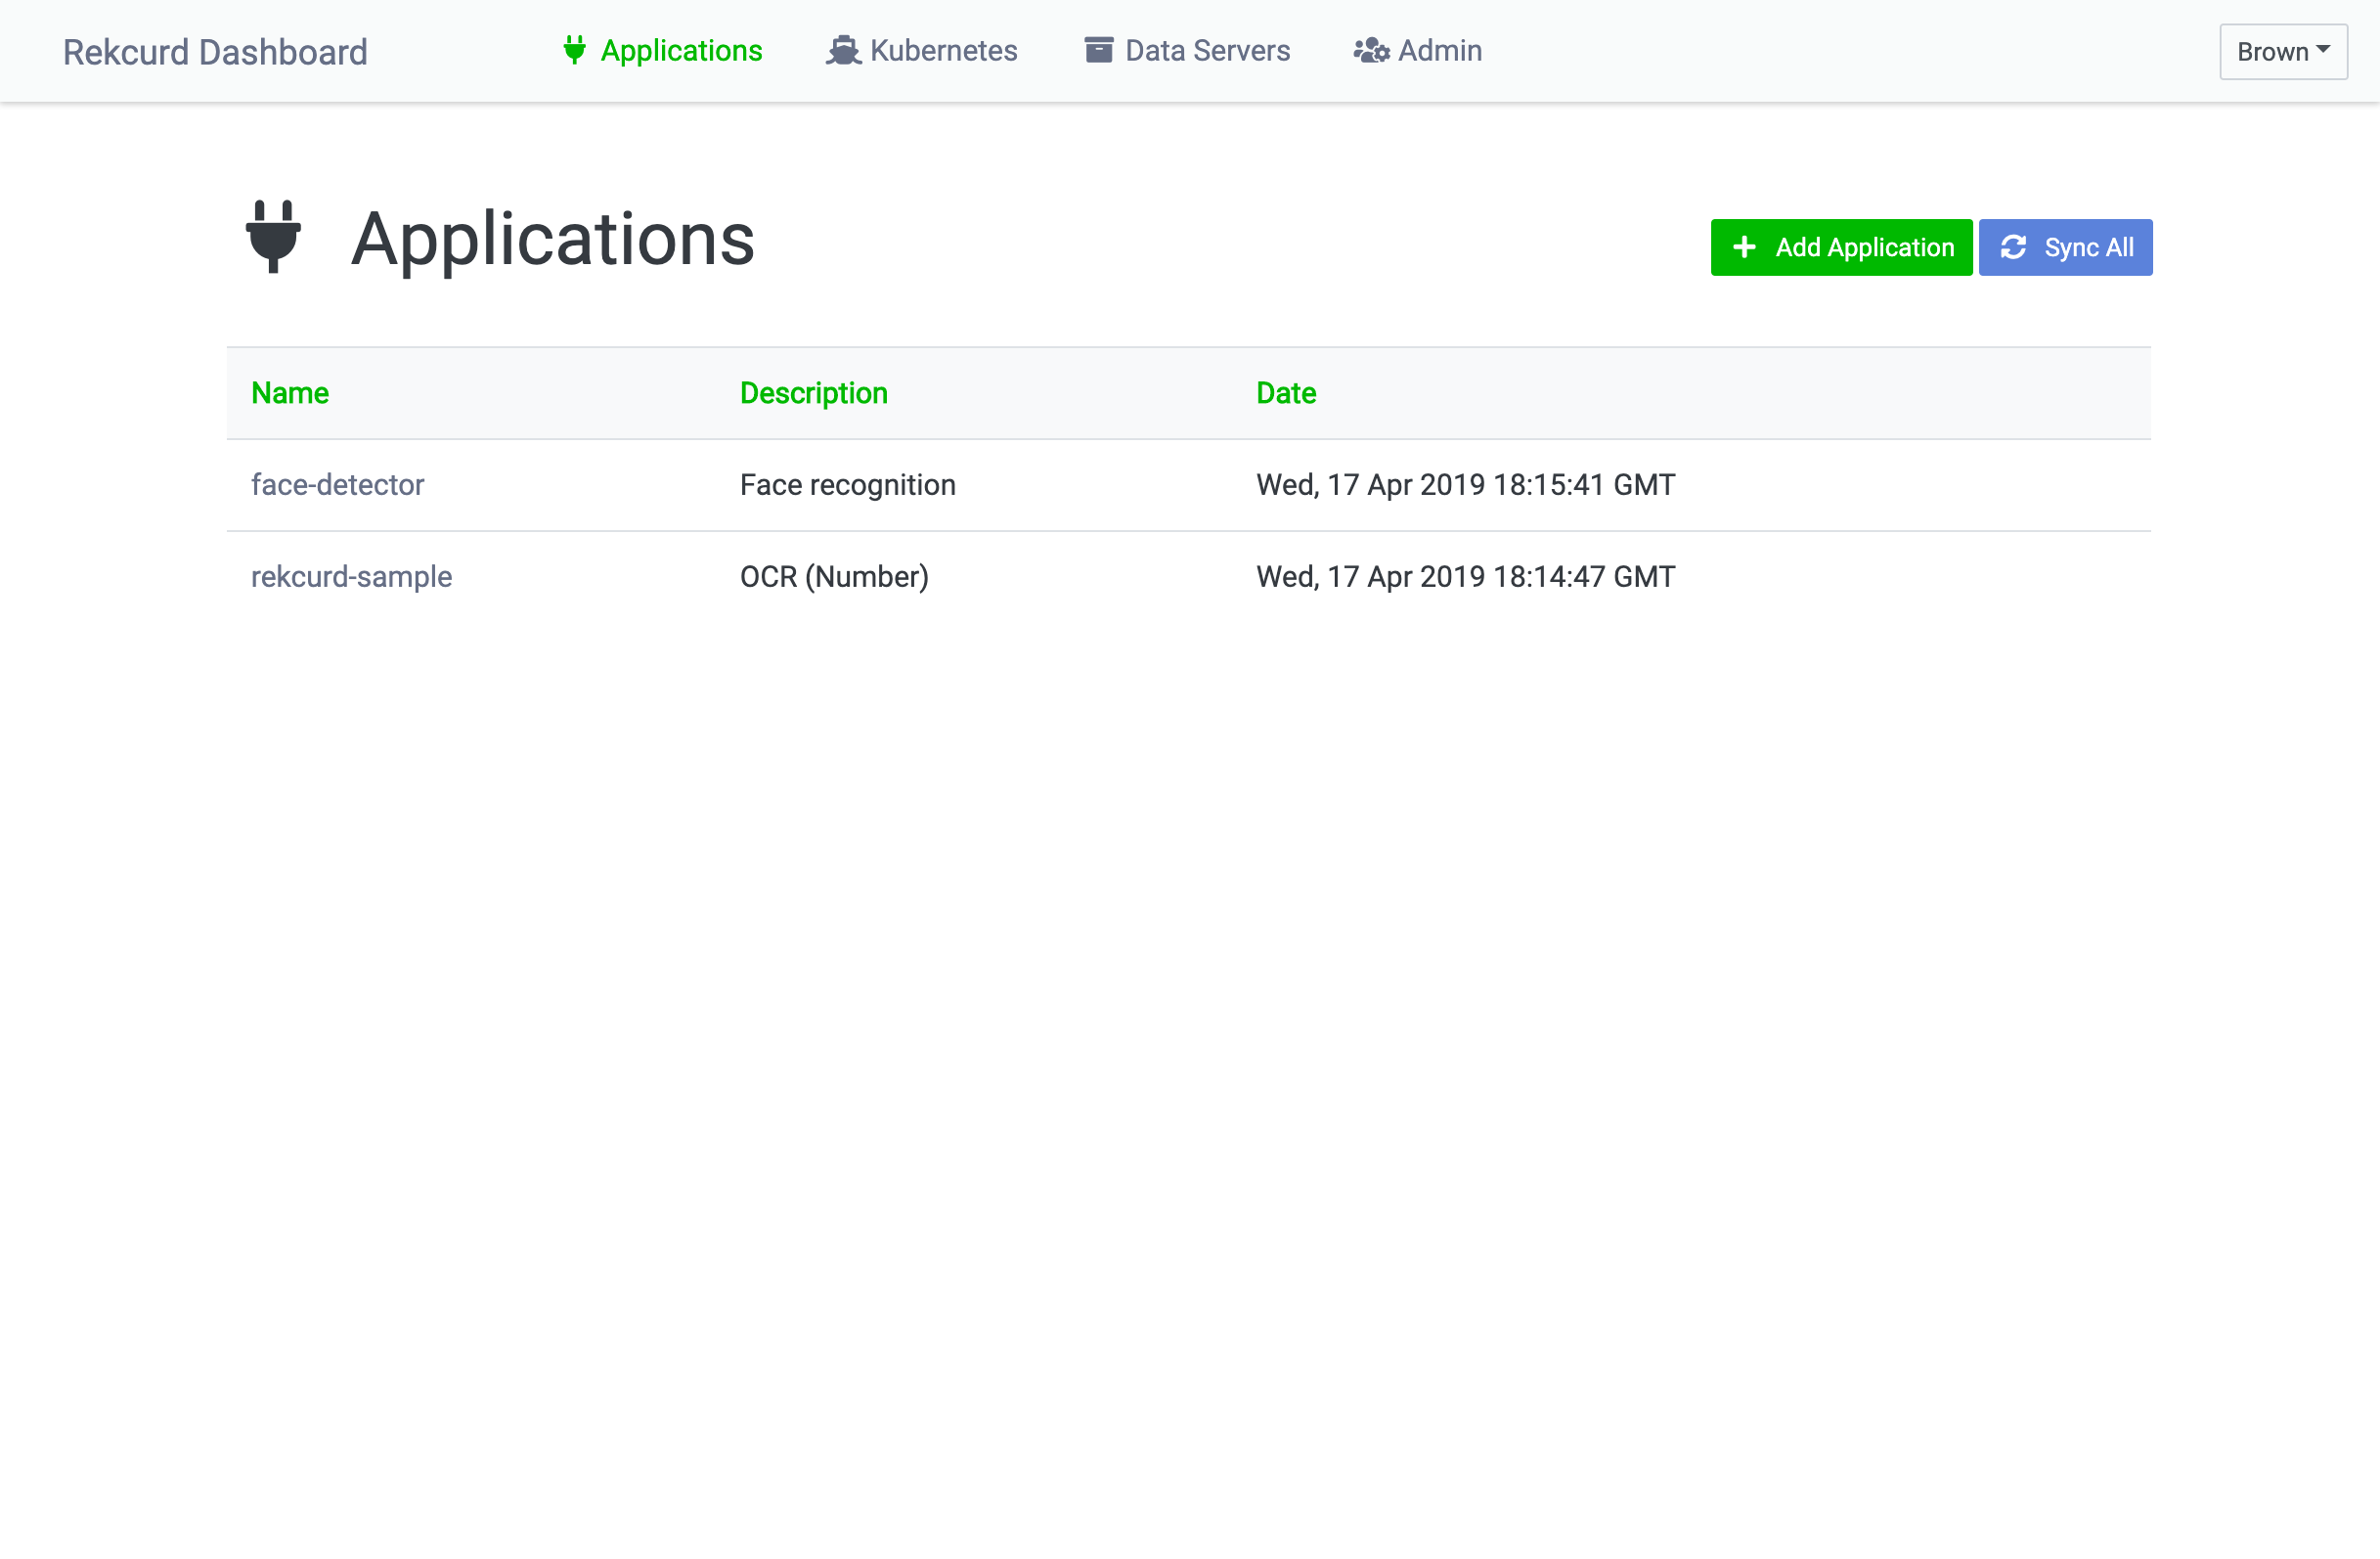 Rekcurd Dashboard Applications Kubernetes Data Servers Admin Brown
Applications Add Application Sync All
Name Description Date
face-detector Face recognition Wed, 17 Apr 2019 18:15:41 GMT
rekcurd-sample OCR (Number) Wed, 17 Apr 2019 18:14:47 GMT